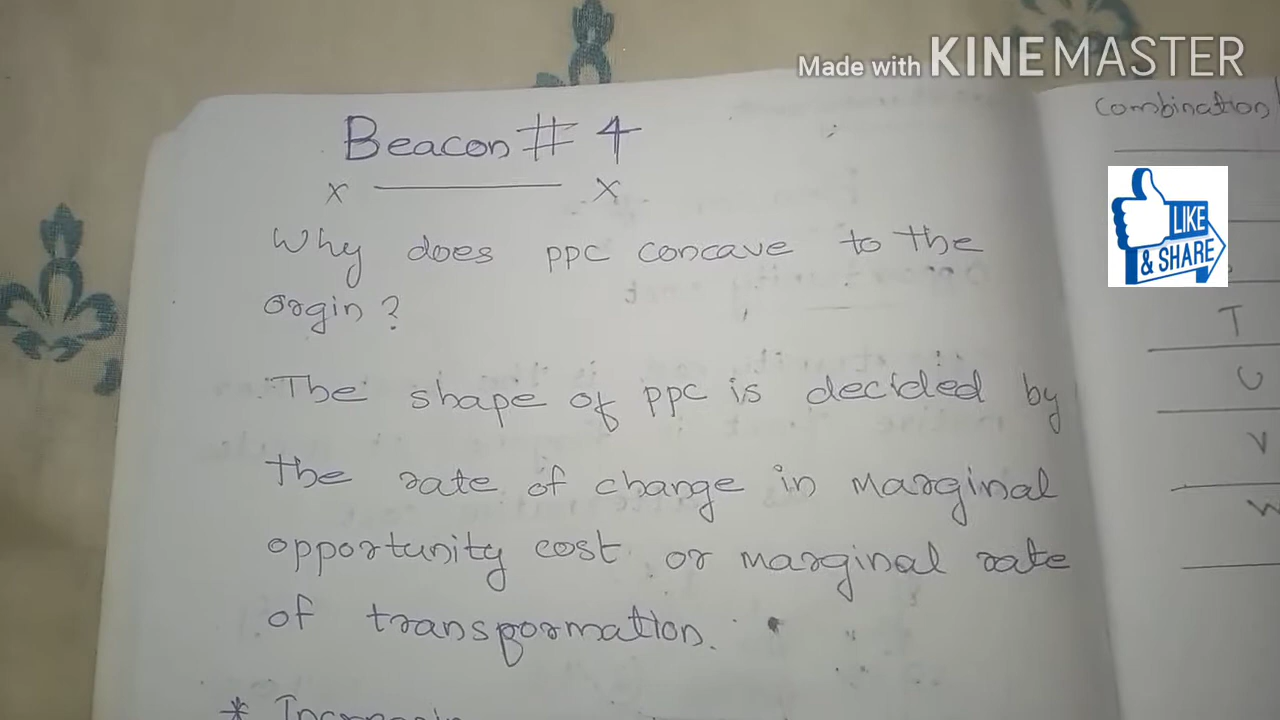 Made with KINEMASTER
Beacon # 4
x ——— x
Why does ppc concave to the
orgin?
The shape of ppc is decided by
the rate of change in marginal
opportunity cost or marginal rate
of transformation.
Combination
LIKE
& SHARE
T
U
V
W